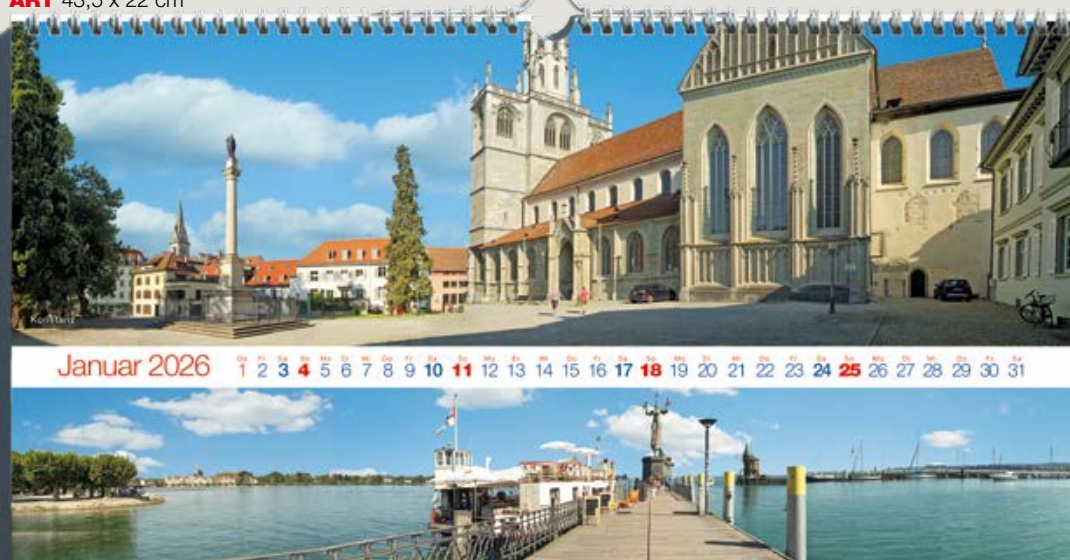 ART 43,5 x 22 cm
Konstanz
Januar 2026
Do Fr Sa So Mo Di Mi Do Fr Sa So Mo Di Mi Do Fr Sa So Mo Di Mi Do Fr Sa So Mo Di Mi Do Fr Sa
1 2 3 4 5 6 7 8 9 10 11 12 13 14 15 16 17 18 19 20 21 22 23 24 25 26 27 28 29 30 31